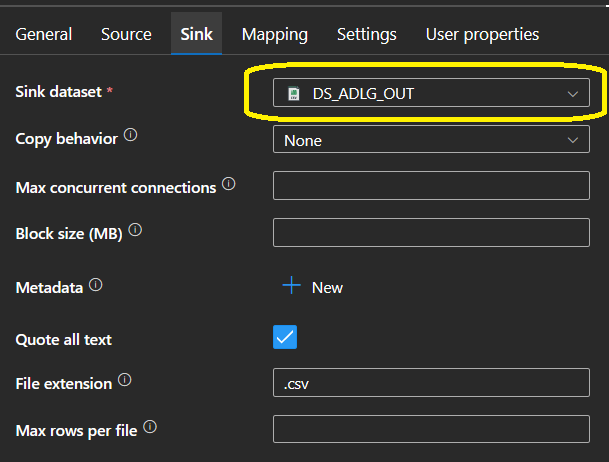 General Source Sink Mapping Settings User properties
Sink dataset * DS_ADLG_OUT
Copy behavior None
Max concurrent connections
Block size (MB)
Metadata New
Quote all text
File extension .csv
Max rows per file